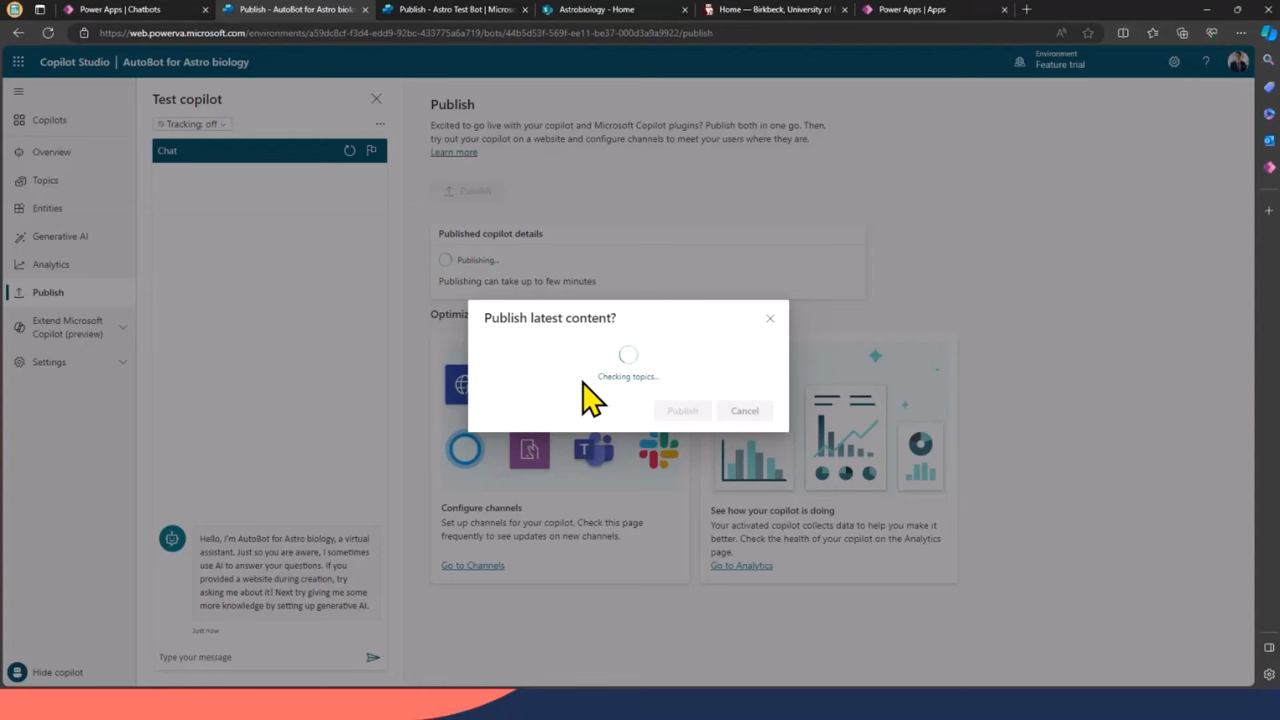 Power Apps | Chatbots
Publish - AutoBot for Astro biolo
Publish - Astro Test Bot | Micros
Astrobiology - Home
Home — Birkbeck, University of
Power Apps | Apps
https://web.powerva.microsoft.com/environments/a59dc8cf-f3d4-edd9-92bc-433775a6a719/bots/44b5d53f-569f-ee11-be37-000d3a9a9922/publish
Copilot Studio | AutoBot for Astro biology
Environment
Feature trial
Copilots
Overview
Topics
Entities
Generative AI
Analytics
Publish
Extend Microsoft
Copilot (preview)
Settings
Hide copilot
Test copilot
Tracking: off
Chat
Hello, I'm AutoBot for Astro biology, a virtual
assistant. Just so you are aware, I sometimes
use AI to answer your questions. If you
provided a website during creation, try
asking me about it! Next try giving me some
more knowledge by setting up generative AI.
Just now
Type your message
Publish
Excited to go live with your copilot and Microsoft Copilot plugins? Publish both in one go. Then,
try out your copilot on a website and configure channels to meet your users where they are.
Learn more
Publish
Published copilot details
Publishing...
Publishing can take up to few minutes
Optimiz
Publish latest content?
Checking topics...
Publish
Cancel
Configure channels
Set up channels for your copilot. Check this page
frequently to see updates on new channels.
Go to Channels
See how your copilot is doing
Your activated copilot collects data to help you make it
better. Check the health of your copilot on the Analytics
page.
Go to Analytics